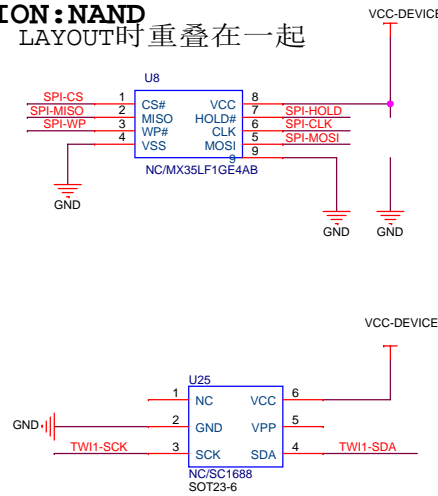 ION:NAND
VCC-DEVICE
LAYOUT时重叠在一起
U8
SPI-CS 1 CS# VCC 8
SPI-MISO 2 MISO HOLD# 7 SPI-HOLD
SPI-WP 3 WP# CLK 6 SPI-CLK
4 VSS MOSI 5 SPI-MOSI
9 9
NC/MX35LF1GE4AB
GND
GND
GND
VCC-DEVICE
U25
1 NC VCC 6
GND 2 GND VPP 5
TWI1-SCK 3 SCK SDA 4 TWI1-SDA
NC/SC1688
SOT23-6